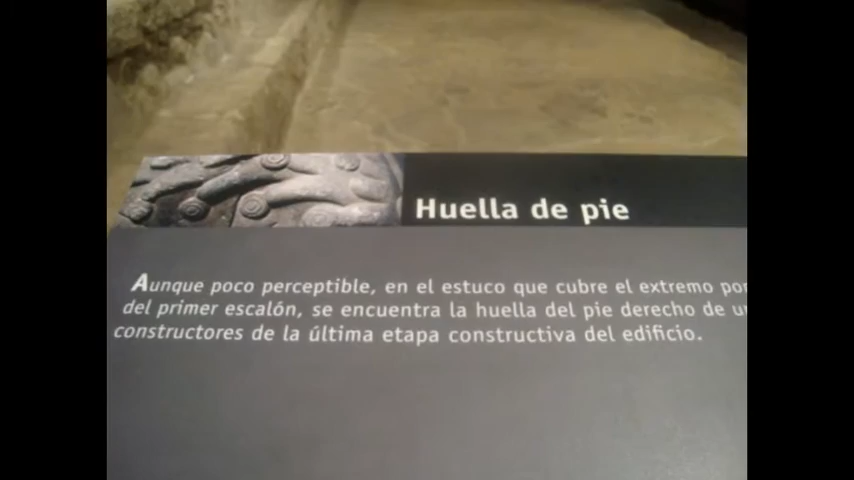 Huella de pie
Aunque poco perceptible, en el estuco que cubre el extremo
del primer escalón, se encuentra la huella del pie derecho de
constructores de la última etapa constructiva del edificio.